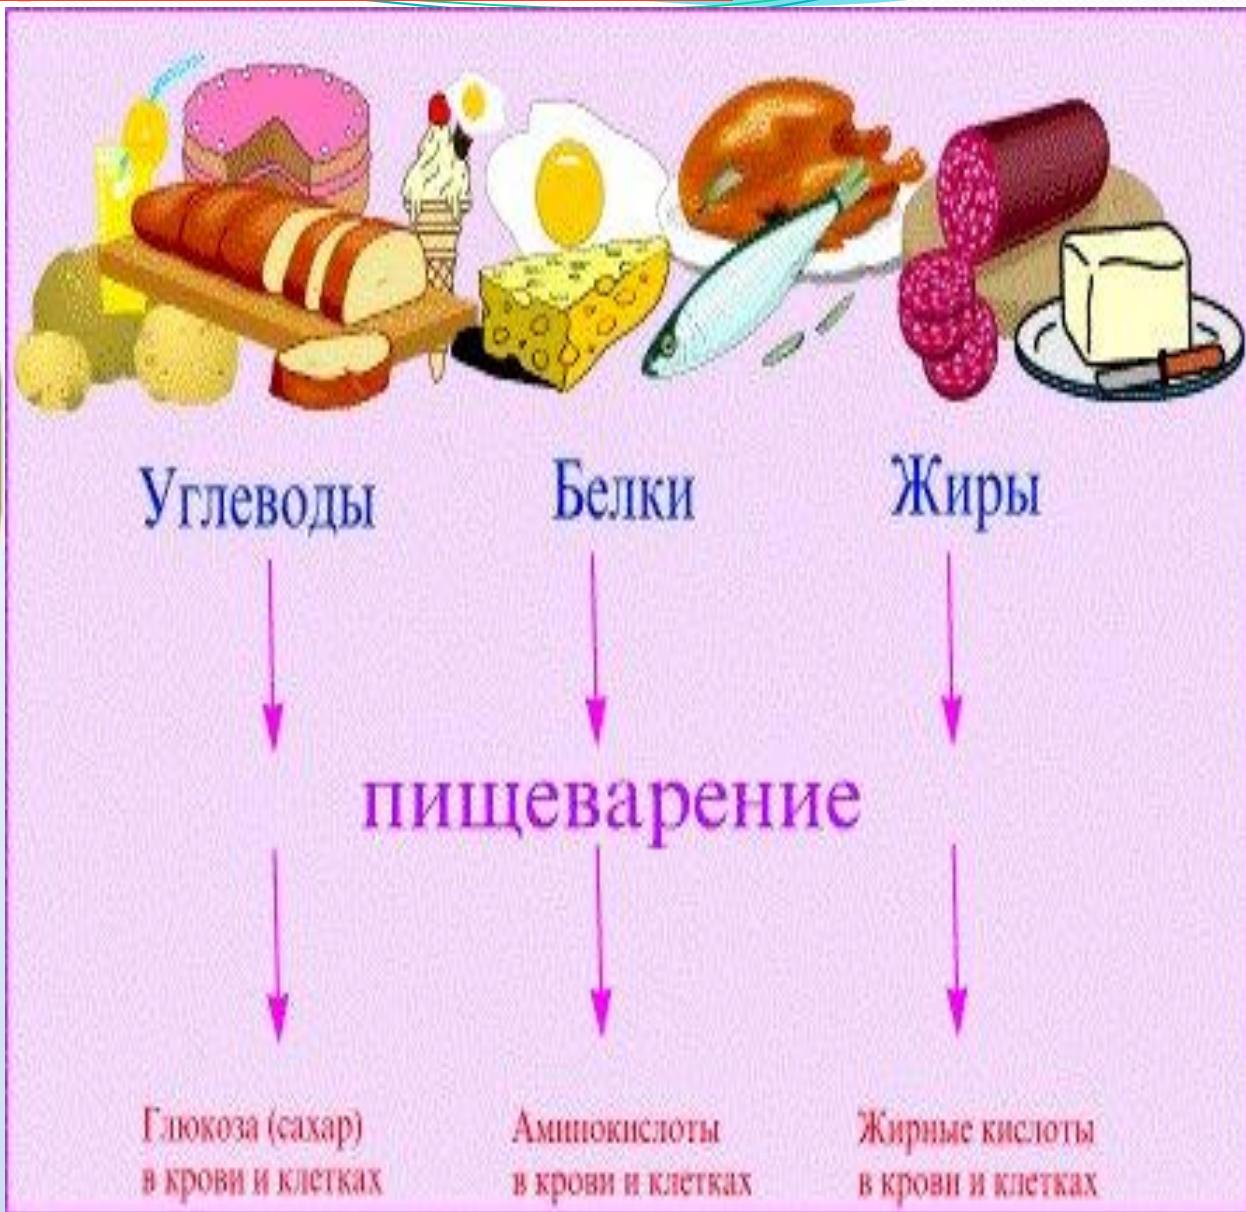 Углеводы
Белки
Жиры
пищеварение
Глюкоза (сахар)
в крови и клетках
Аминокислоты
в крови и клетках
Жирные кислоты
в крови и клетках